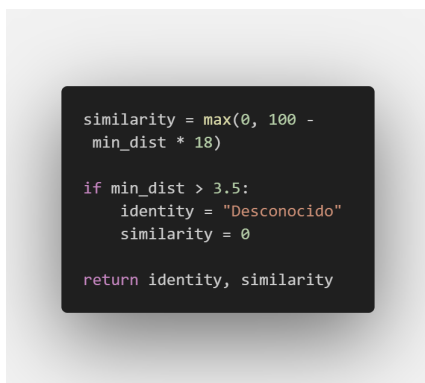 similarity = max(0, 100 -
 min_dist * 18)

if min_dist > 3.5:
    identity = "Desconocido"
    similarity = 0

return identity, similarity